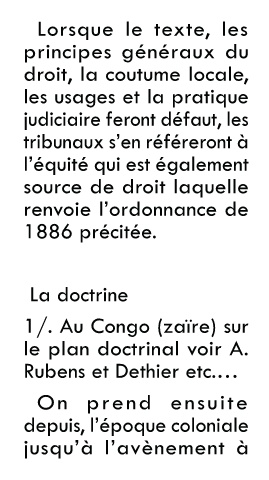 Lorsque le texte, les
principes généraux du
droit, la coutume locale,
les usages et la pratique
judiciaire feront défaut, les
tribunaux s’en référeront à
l’équité qui est également
source de droit laquelle
renvoie l’ordonnance de
1886 précitée.
La doctrine
1/. Au Congo (zaïre) sur
le plan doctrinal voir A.
Rubens et Dethier etc.…
On prend ensuite
depuis, l’époque coloniale
jusqu’à l’avènement à